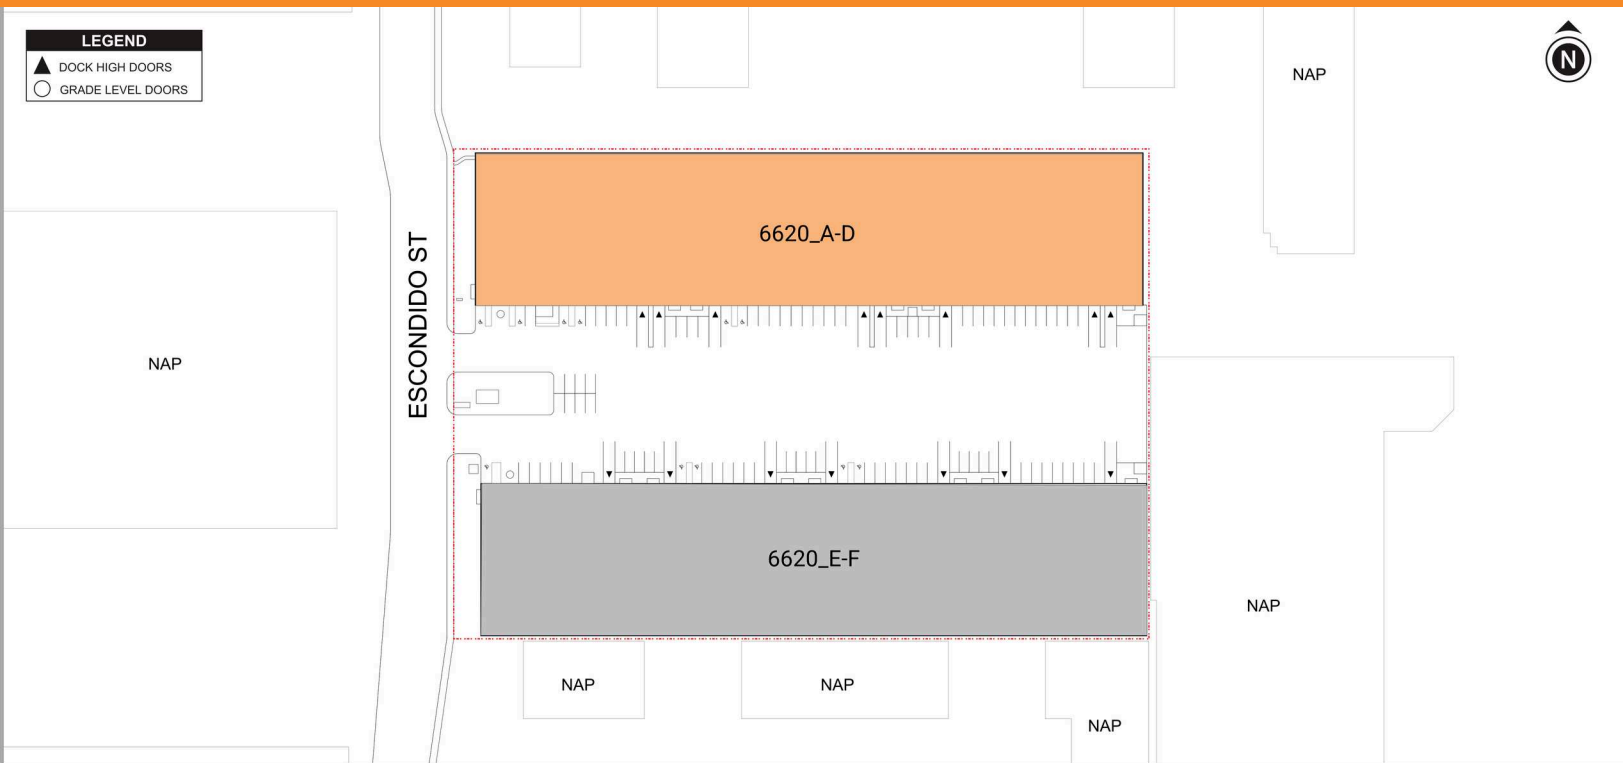 LEGEND
DOCK HIGH DOORS
GRADE LEVEL DOORS
N
NAP
6620_A-D
ESCONDIDO ST
NAP
6620_E-F
NAP
NAP
NAP
NAP